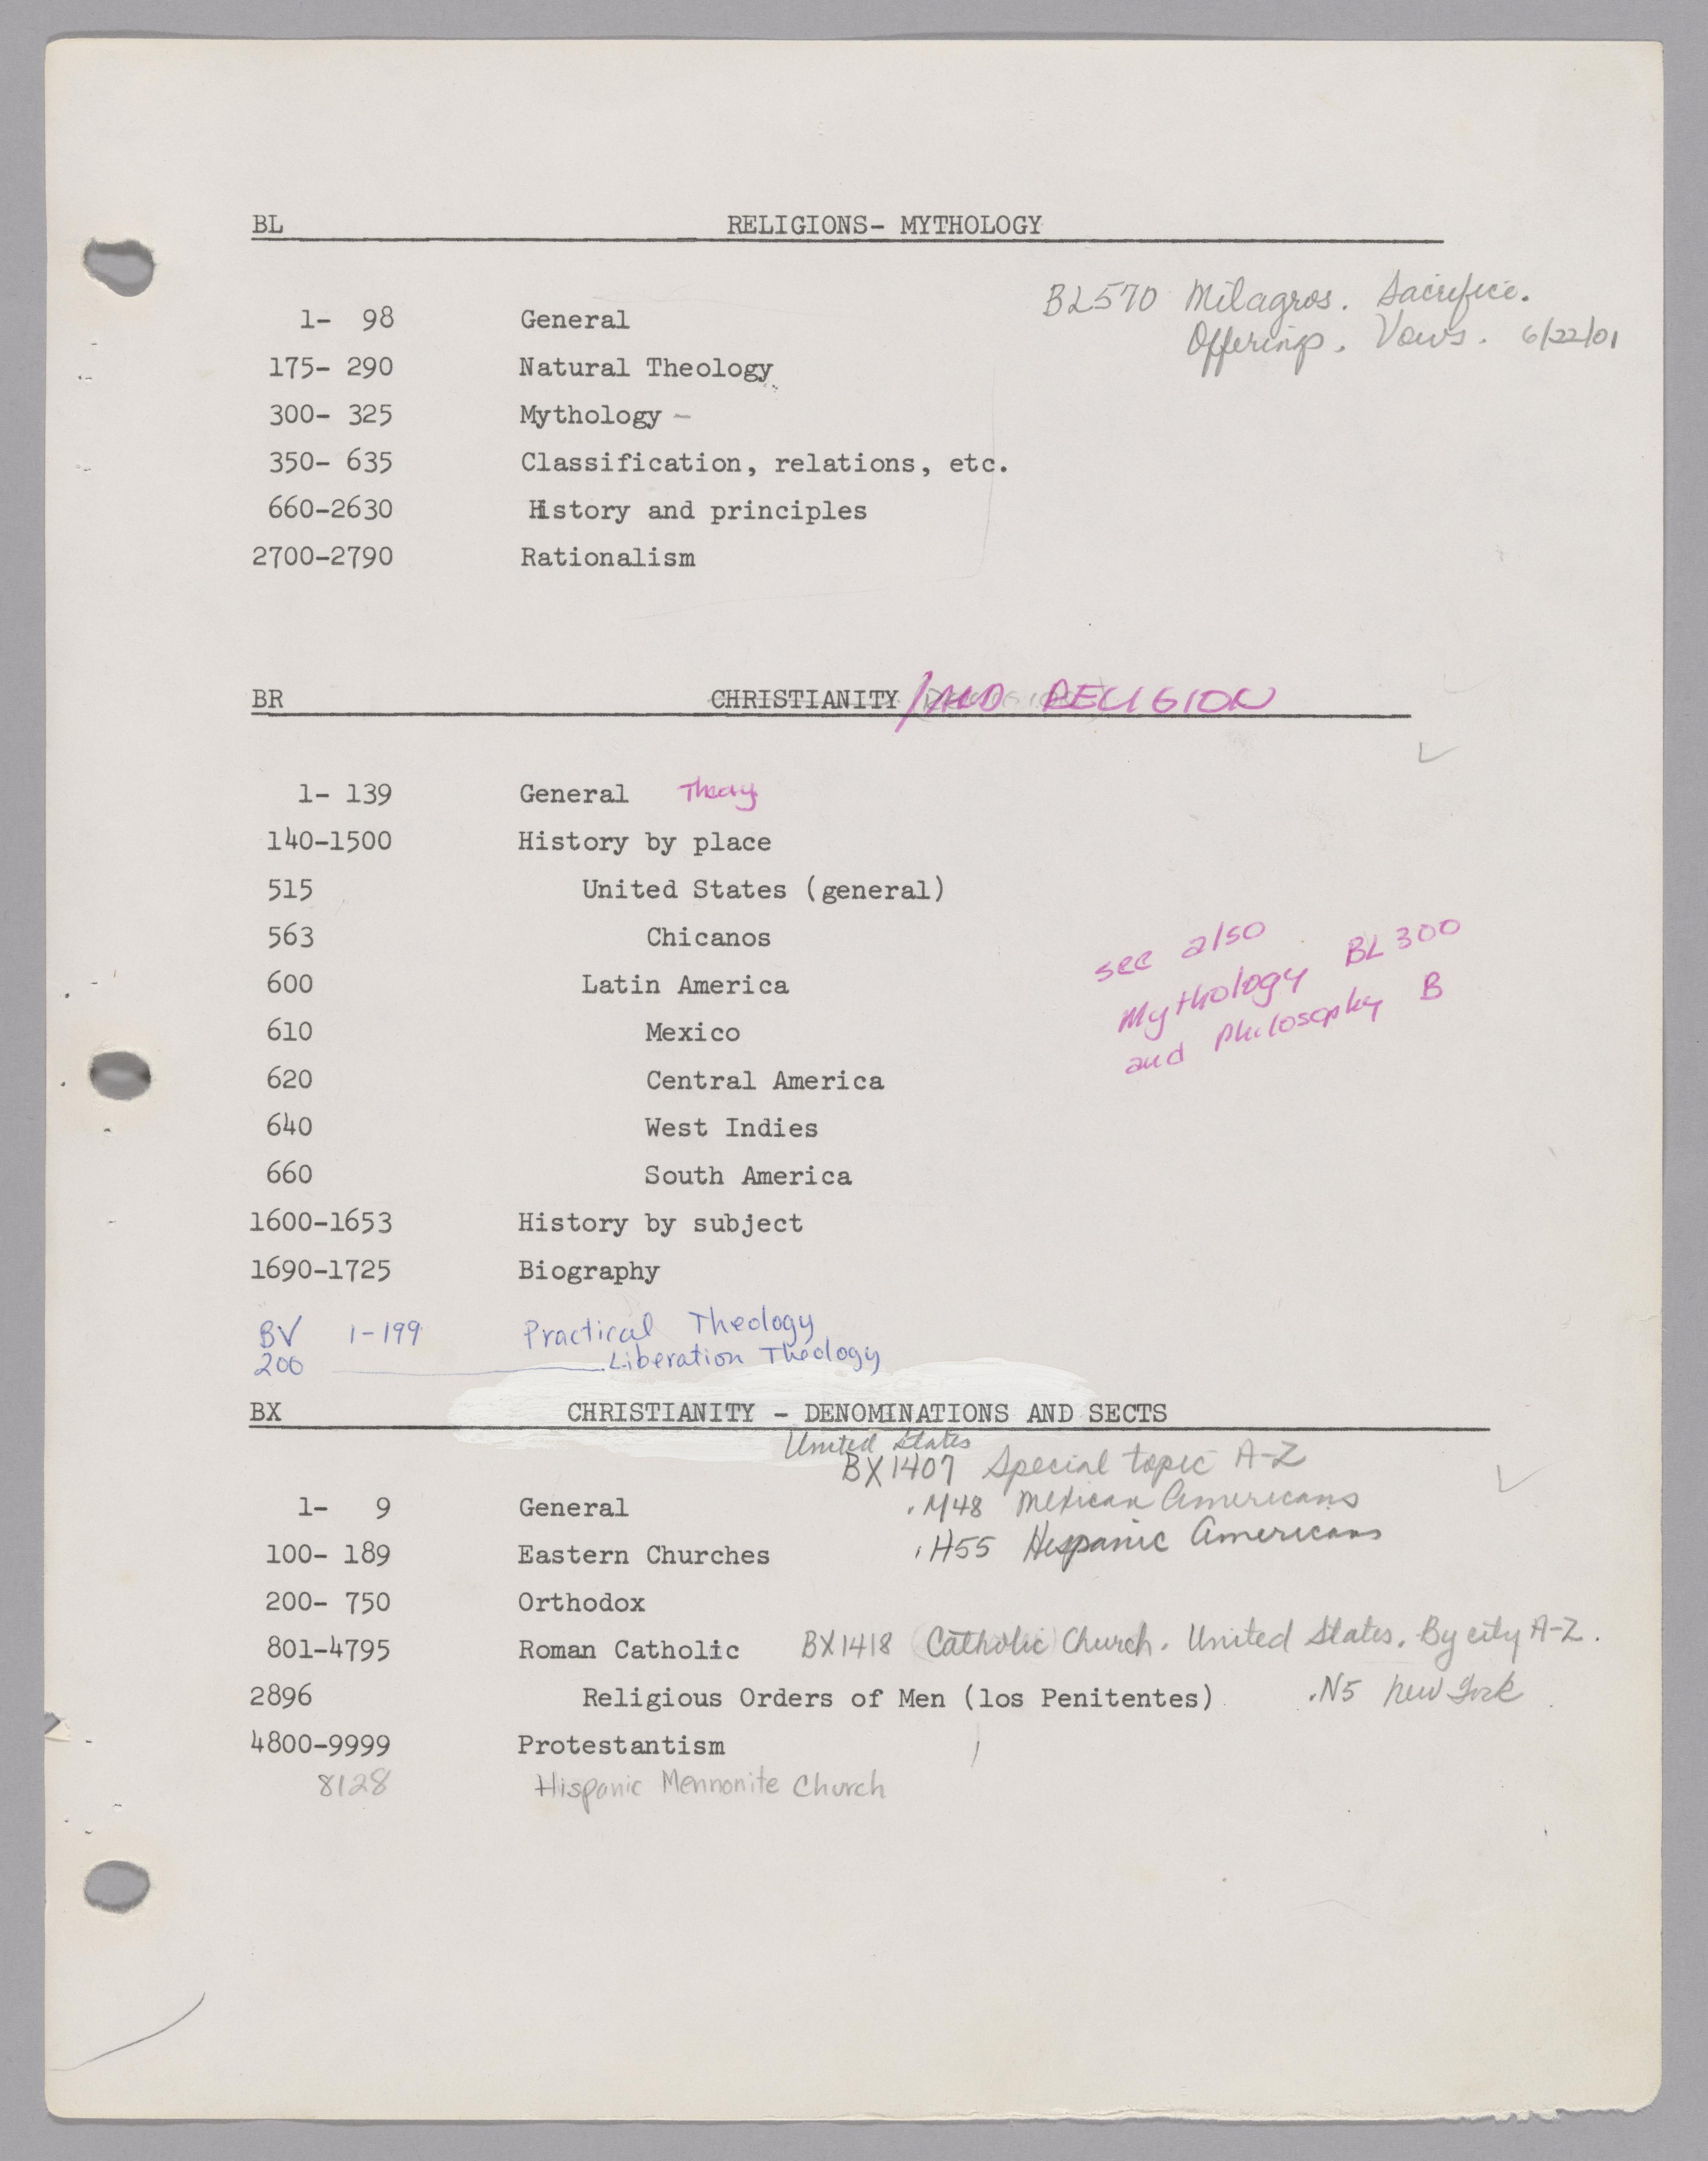 BL RELIGIONS- MYTHOLOGY
BL570 Milagros. Sacrifice.
Offerings. Vows. 6/22/01
1- 98 General
175- 290 Natural Theology
300- 325 Mythology -
350- 635 Classification, relations, etc.
660-2630 History and principles
2700-2790 Rationalism
BR CHRISTIANITY /AND RELIGION
1- 139 General Theory
140-1500 History by place
515 United States (general)
563 Chicanos
600 Latin America
610 Mexico
620 Central America
640 West Indies
660 South America
see also
Mythology BL 300
and Philosophy B
1600-1653 History by subject
1690-1725 Biography
BV 1-199 Practical Theology
200 Liberation Theology
BX CHRISTIANITY - DENOMINATIONS AND SECTS
United States
BX1407 Special topic A-Z
.M48 Mexican Americans
.H55 Hispanic Americans
1- 9 General
100- 189 Eastern Churches
200- 750 Orthodox
801-4795 Roman Catholic BX1418 Catholic Church. United States. By city A-Z.
2896 Religious Orders of Men (los Penitentes) .N5 New York
4800-9999 Protestantism
8128 Hispanic Mennonite Church